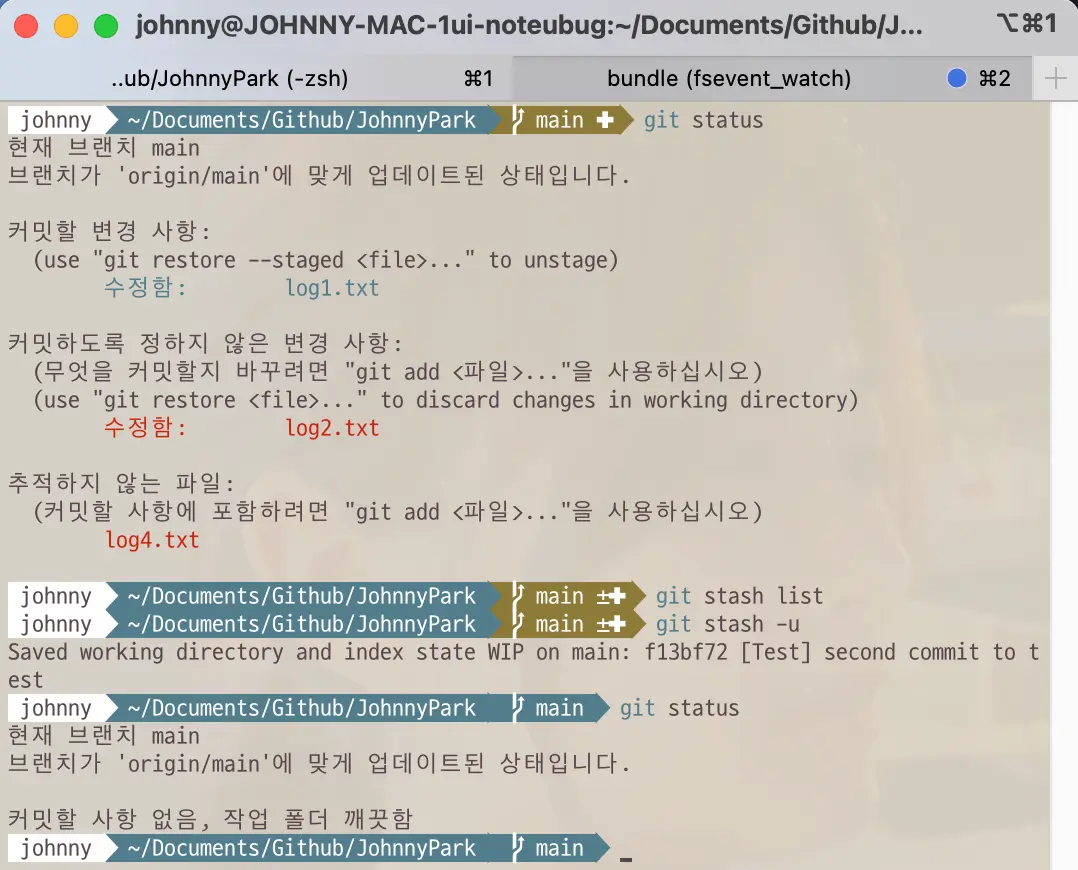 johnny@JOHNNY-MAC-1ui-noteubug:~/Documents/Github/J... ⌥⌘1
..ub/JohnnyPark (-zsh) ⌘1 bundle (fsevent_watch) ⌘2
johnny ~/Documents/Github/JohnnyPark main ✚ git status
현재 브랜치 main
브랜치가 'origin/main'에 맞게 업데이트된 상태입니다.
커밋할 변경 사항:
(use "git restore --staged <file>..." to unstage)
수정함: log1.txt
커밋하도록 정하지 않은 변경 사항:
(무엇을 커밋할지 바꾸려면 "git add <파일>..."을 사용하십시오)
(use "git restore <file>..." to discard changes in working directory)
수정함: log2.txt
추적하지 않는 파일:
(커밋할 사항에 포함하려면 "git add <파일>..."을 사용하십시오)
log4.txt
johnny ~/Documents/Github/JohnnyPark main ±✚ git stash list
johnny ~/Documents/Github/JohnnyPark main ±✚ git stash -u
Saved working directory and index state WIP on main: f13bf72 [Test] second commit to t
est
johnny ~/Documents/Github/JohnnyPark main git status
현재 브랜치 main
브랜치가 'origin/main'에 맞게 업데이트된 상태입니다.
커밋할 사항 없음, 작업 폴더 깨끗함
johnny ~/Documents/Github/JohnnyPark main